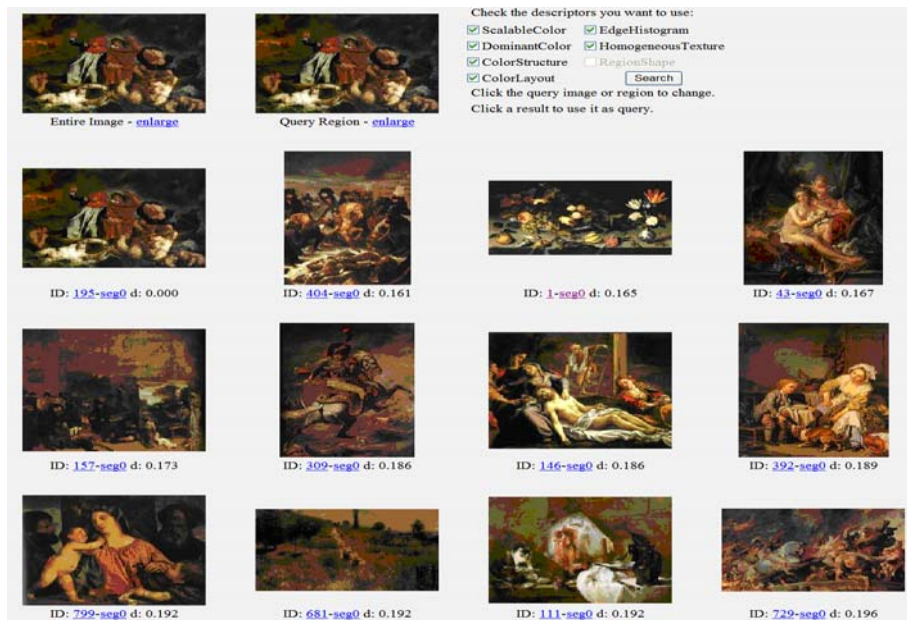 Check the descriptors you want to use:
ScalableColor EdgeHistogram
DominantColor HomogeneousTexture
ColorStructure RegionShape
ColorLayout Search
Click the query image or region to change.
Click a result to use it as query.
Entire Image - enlarge Query Region - enlarge
ID: 195-seg0 d: 0.000 ID: 404-seg0 d: 0.161 ID: 1-seg0 d: 0.165 ID: 43-seg0 d: 0.167
ID: 157-seg0 d: 0.173 ID: 309-seg0 d: 0.186 ID: 146-seg0 d: 0.186 ID: 392-seg0 d: 0.189
ID: 799-seg0 d: 0.192 ID: 681-seg0 d: 0.192 ID: 111-seg0 d: 0.192 ID: 729-seg0 d: 0.196